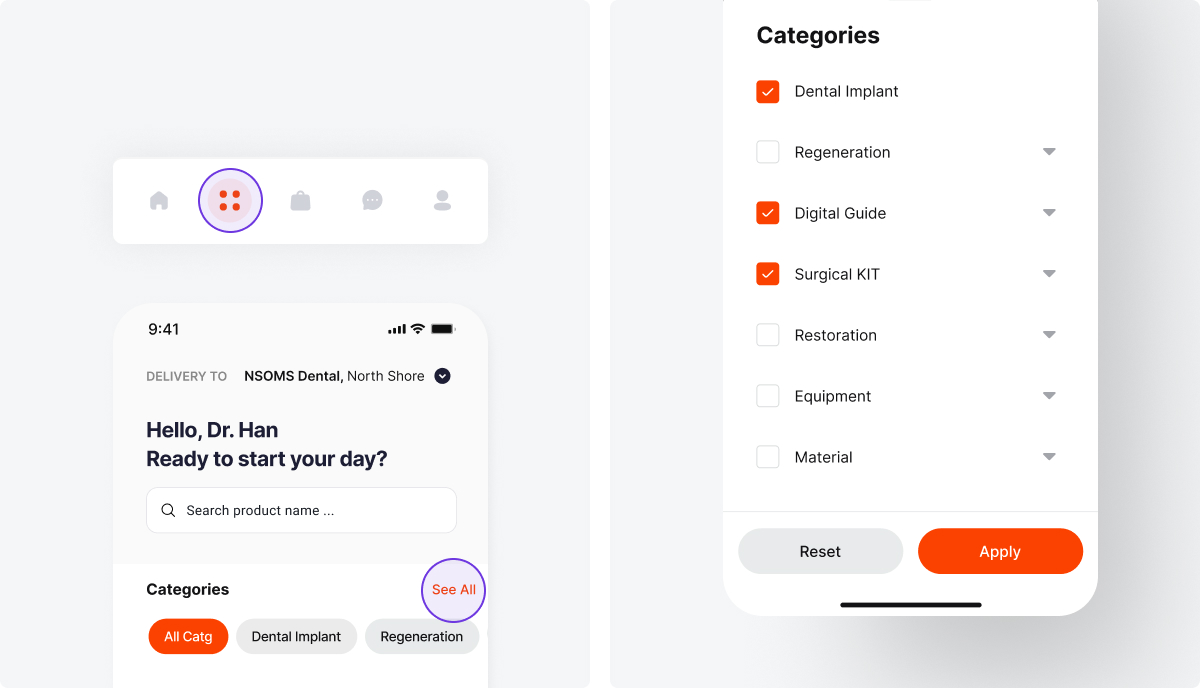 9:41
DELIVERY TO NSOMS Dental, North Shore
Hello, Dr. Han
Ready to start your day?
Search product name ...
Categories See All
All Catg Dental Implant Regeneration
Categories
Dental Implant
Regeneration
Digital Guide
Surgical KIT
Restoration
Equipment
Material
Reset Apply